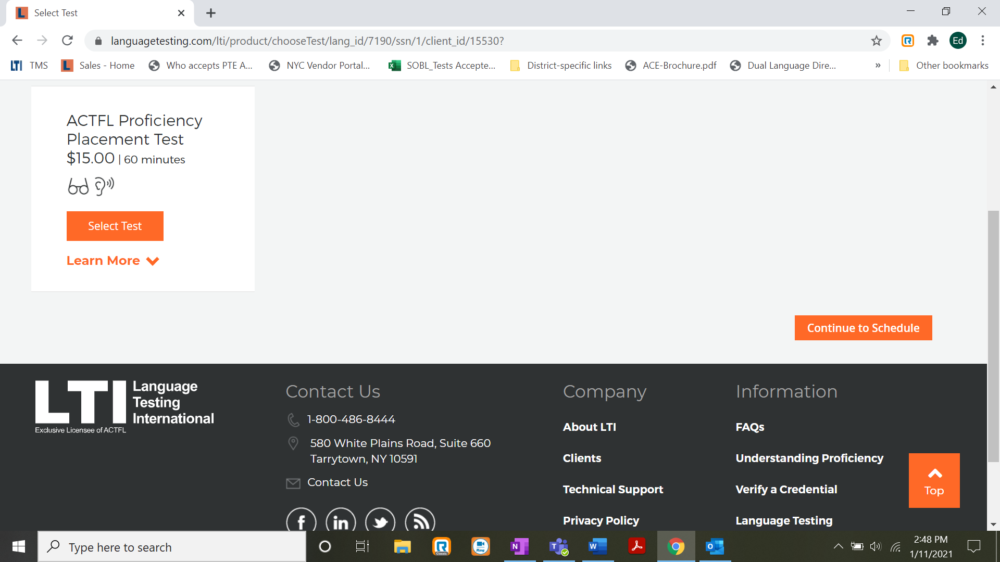 Select Test
languagetesting.com/lti/product/chooseTest/lang_id/7190/ssn/1/client_id/15530?
Ed
LTI TMS
L Sales - Home
Who accepts PTE A...
NYC Vendor Portal...
SOBL_Tests Accepte...
District-specific links
ACE-Brochure.pdf
Dual Language Dire...
»
Other bookmarks
ACTFL Proficiency
Placement Test
$15.00 | 60 minutes
Select Test
Learn More
Continue to Schedule
LTI Language
Testing
International
Exclusive Licensee of ACTFL
Contact Us
1-800-486-8444
580 White Plains Road, Suite 660
Tarrytown, NY 10591
Contact Us
Company
About LTI
Clients
Technical Support
Privacy Policy
Information
FAQs
Understanding Proficiency
Verify a Credential
Language Testing
Top
Type here to search
2:48 PM
1/11/2021